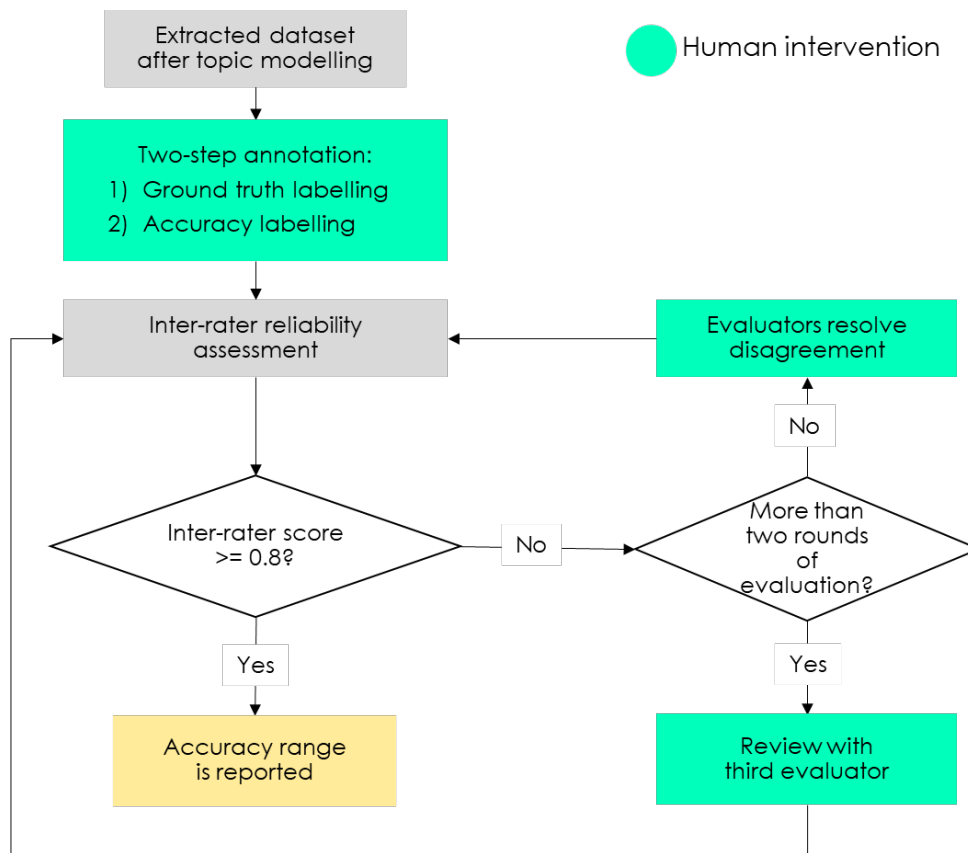 Extracted dataset
after topic modelling
Human intervention
Two-step annotation:
1) Ground truth labelling
2) Accuracy labelling
Inter-rater reliability
assessment
Evaluators resolve
disagreement
No
Inter-rater score
>= 0.8?
No
More than
two rounds
of
evaluation?
Yes
Yes
Accuracy range
is reported
Review with
third evaluator